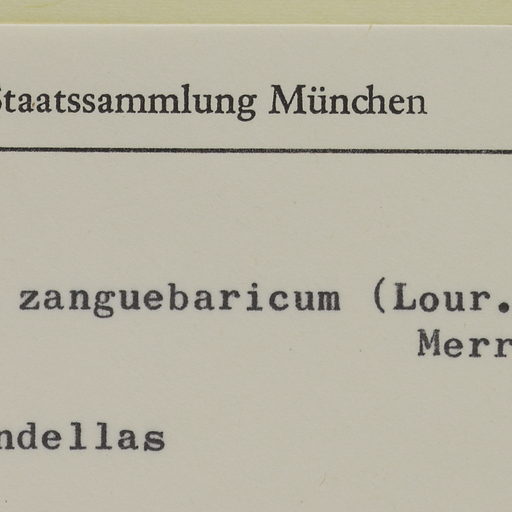 Staatssammlung München
zanguebaricum (Lour.
Merr
ndellas